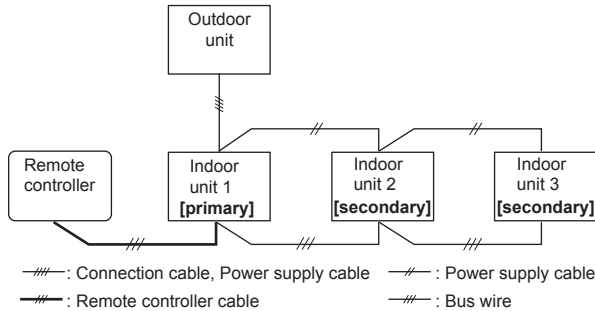 Outdoor
unit
Remote
controller
Indoor
unit 1
[primary]
Indoor
unit 2
[secondary]
Indoor
unit 3
[secondary]
: Connection cable, Power supply cable
: Power supply cable
: Remote controller cable
: Bus wire